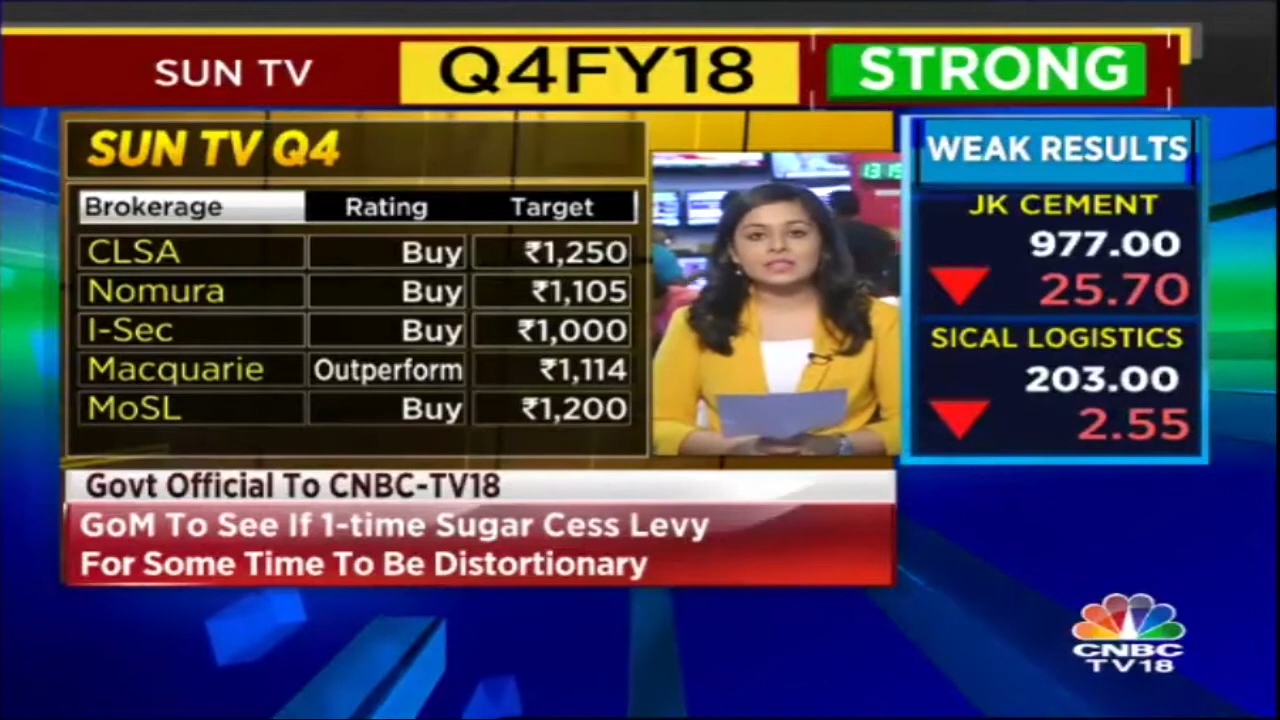 SUN TV Q4FY18 STRONG
SUN TV Q4
Brokerage Rating Target
CLSA Buy ₹1,250
Nomura Buy ₹1,105
I-Sec Buy ₹1,000
Macquarie Outperform ₹1,114
MoSL Buy ₹1,200
13:15
WEAK RESULTS
JK CEMENT
977.00
25.70
SICAL LOGISTICS
203.00
2.55
Govt Official To CNBC-TV18
GoM To See If 1-time Sugar Cess Levy
For Some Time To Be Distortionary
CNBC
TV18